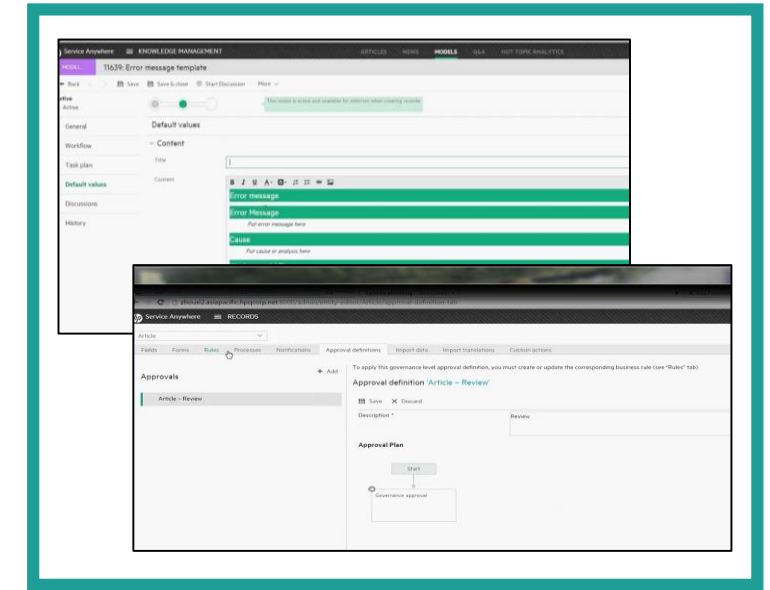 Service Anywhere KNOWLEDGE MANAGEMENT ARTICLES NEWS MODELS Q&A HOT TOPIC ANALYTICS
MODEL 11639: Error message template
Back Save Save & close Start Discussion More
Active
This model is active and available for selection when creating records
General
Default values
Workflow
Content
Task plan
Title
Default values
Content
B I U A
Error message
Discussions
Error Message
History
Put error message here
Cause
Put cause or analysis here
Service Anywhere RECORDS
Article
Fields Forms Rules Processes Notifications Approval definitions Import data Import translations Custom actions
Approvals
+ Add
To apply this governance level approval definition, you must create or update the corresponding business rule (see "Rules" tab)
Approval definition 'Article – Review'
Article – Review
Save Discard
Description *
Review
Approval Plan
Start
Governance approval